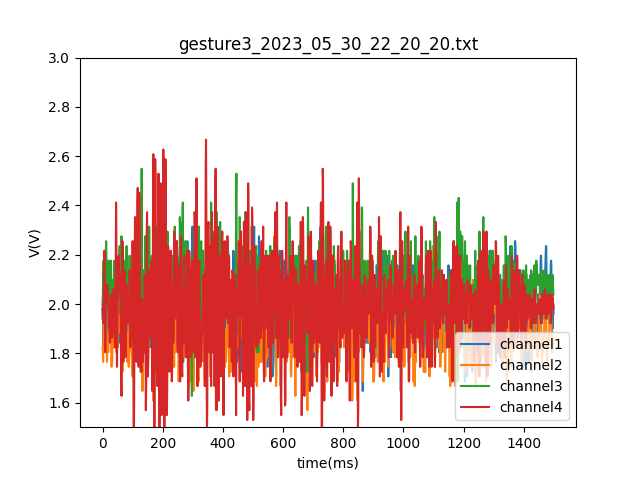 gesture3_2023_05_30_22_20_20.txt
3.0
2.8
2.6
2.4
2.2
2.0
1.8
1.6
V(V)
0 200 400 600 800 1000 1200 1400
time(ms)
channel1
channel2
channel3
channel4